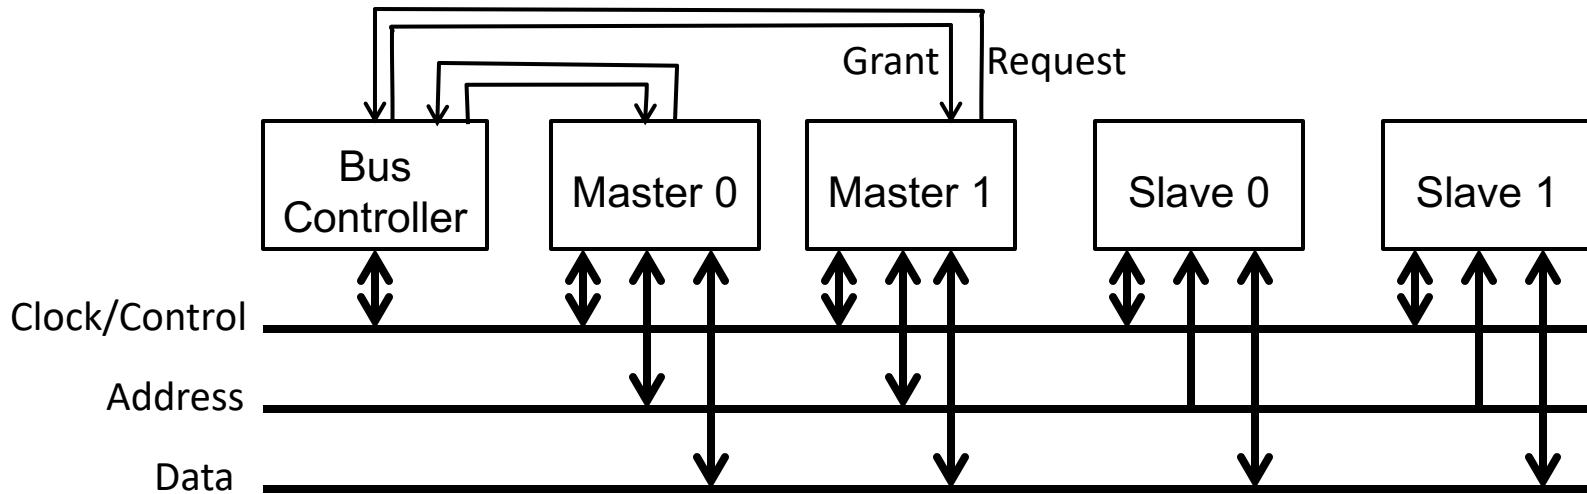 Grant Request
Bus
Controller
Master 0
Master 1
Slave 0
Slave 1
Clock/Control
Address
Data